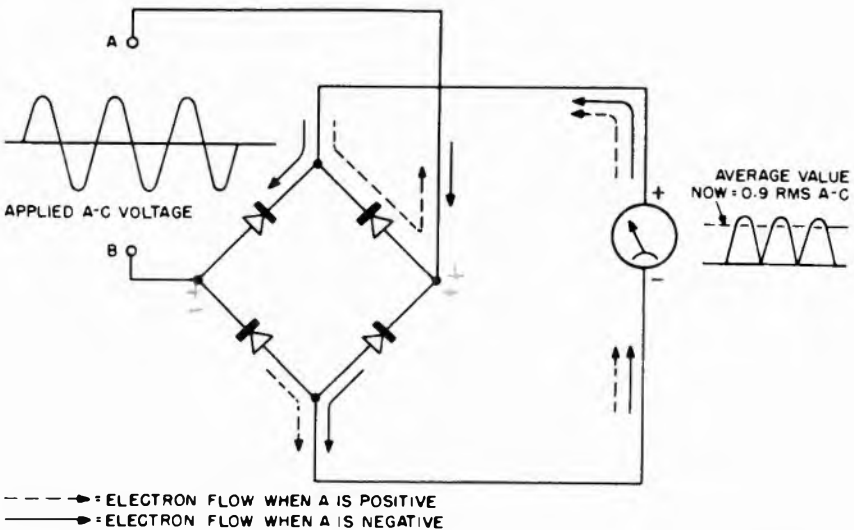 A
APPLIED A-C VOLTAGE
B
+
-
AVERAGE VALUE
NOW = 0.9 RMS A-C
= ELECTRON FLOW WHEN A IS POSITIVE
= ELECTRON FLOW WHEN A IS NEGATIVE